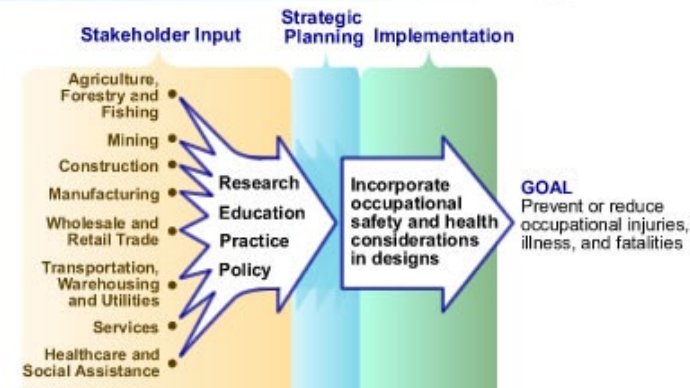 Stakeholder Input
Strategic
Planning
Implementation
Agriculture,
Forestry and
Fishing
Mining
Construction
Manufacturing
Wholesale and
Retail Trade
Transportation,
Warehousing
and Utilities
Services
Healthcare and
Social Assistance
Research
Education
Practice
Policy
Incorporate
occupational
safety and health
considerations
in designs
GOAL
Prevent or reduce
occupational injuries,
illness, and fatalities